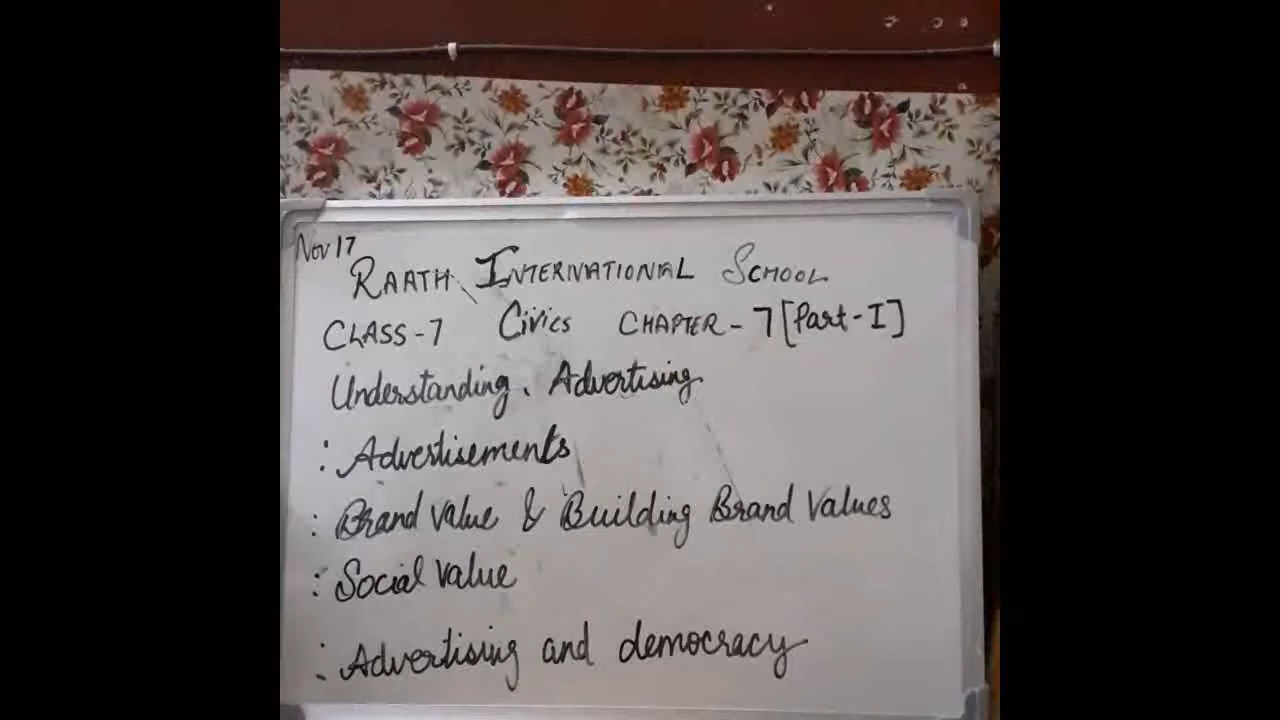 Nov 17
RAATH INTERNATIONAL SCHOOL
CLASS-7 Civics CHAPTER-7 [Part-I]
Understanding Advertising
: Advertisements
: Brand value & Building Brand Values
: Social value
: Advertising and democracy